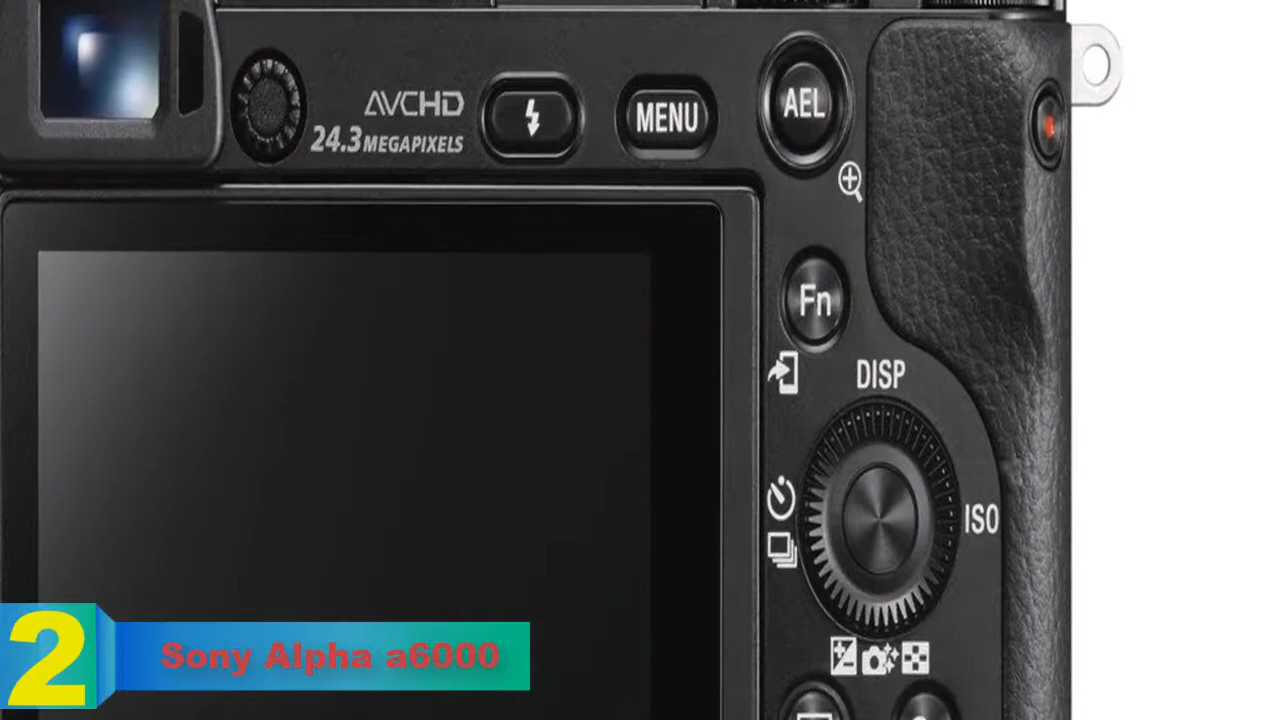 AVCHD
24.3 MEGAPIXELS
MENU
AEL
Fn
DISP
ISO
2
Sony Alpha a6000